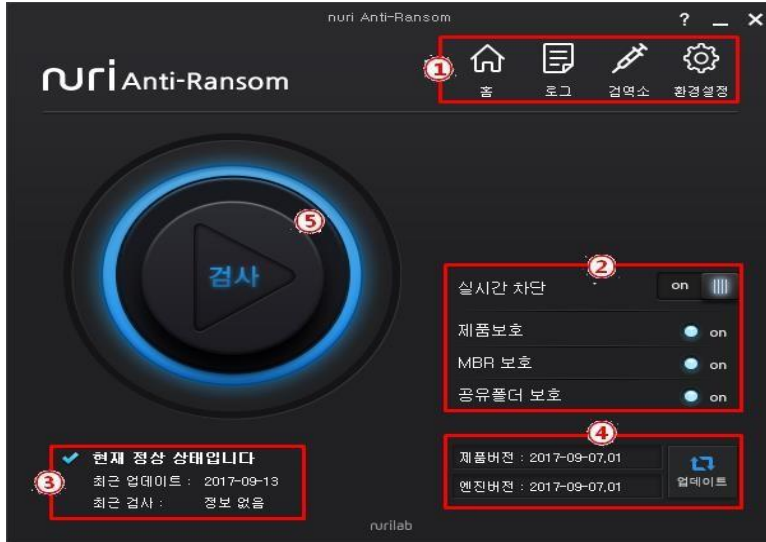 nuri Anti-Ransom
?
nuri Anti-Ransom
①
홈 로그 검역소 환경설정
⑤
검사
②
실시간 차단 on
제품보호 on
MBR 보호 on
공유폴더 보호 on
③
현재 정상 상태입니다
최근 업데이트 : 2017-09-13
최근 검사 : 정보 없음
④
제품버전 : 2017-09-07.01
엔진버전 : 2017-09-07.01
업데이트
nurilab